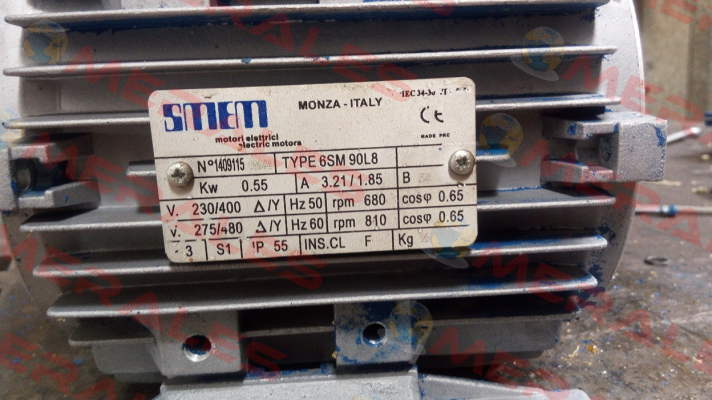 SMEM
MONZA - ITALY
IEC 34-
motori elettrici
electric motors
CE
MADE PRC
N° 1409115
TYPE 6SM 90L8
Kw 0.55 A 3.21 / 1.85 B
V. 230/400 Δ/Y Hz 50 rpm 680 cosφ 0.65
V. 275/480 Δ/Y Hz 60 rpm 810 cosφ 0.65
3 S1 IP 55 INS.CL F Kg
MERALES